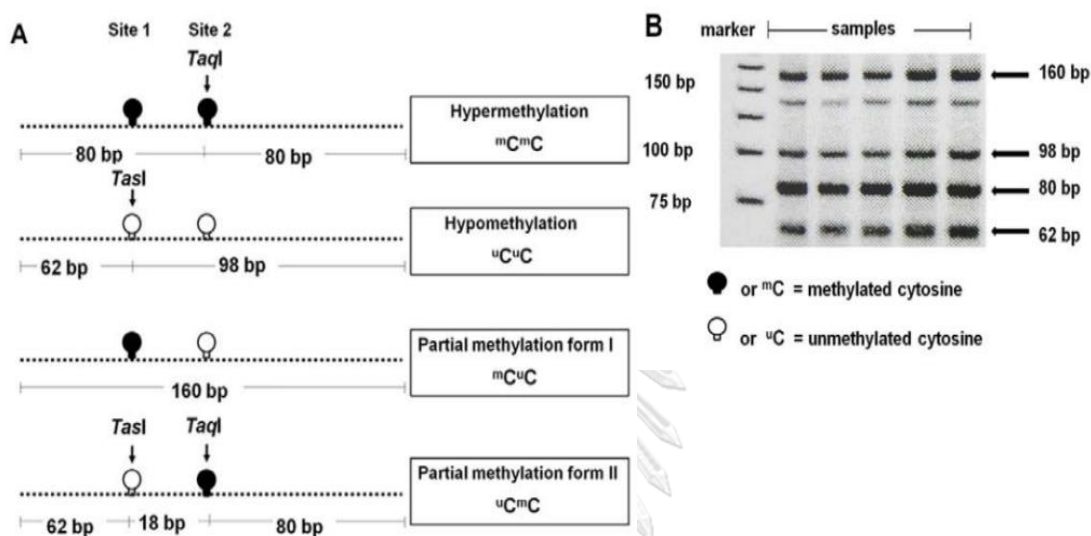 A
Site 1 Site 2
TaqI
80 bp 80 bp
Hypermethylation
ᵐCᵐC
TasI
62 bp 98 bp
Hypomethylation
ᵘCᵘC
160 bp
Partial methylation form I
ᵐCᵘC
TasI TaqI
62 bp 18 bp 80 bp
Partial methylation form II
ᵘCᵐC
B
marker samples
150 bp
100 bp
75 bp
160 bp
98 bp
80 bp
62 bp
or ᵐC = methylated cytosine
or ᵘC = unmethylated cytosine